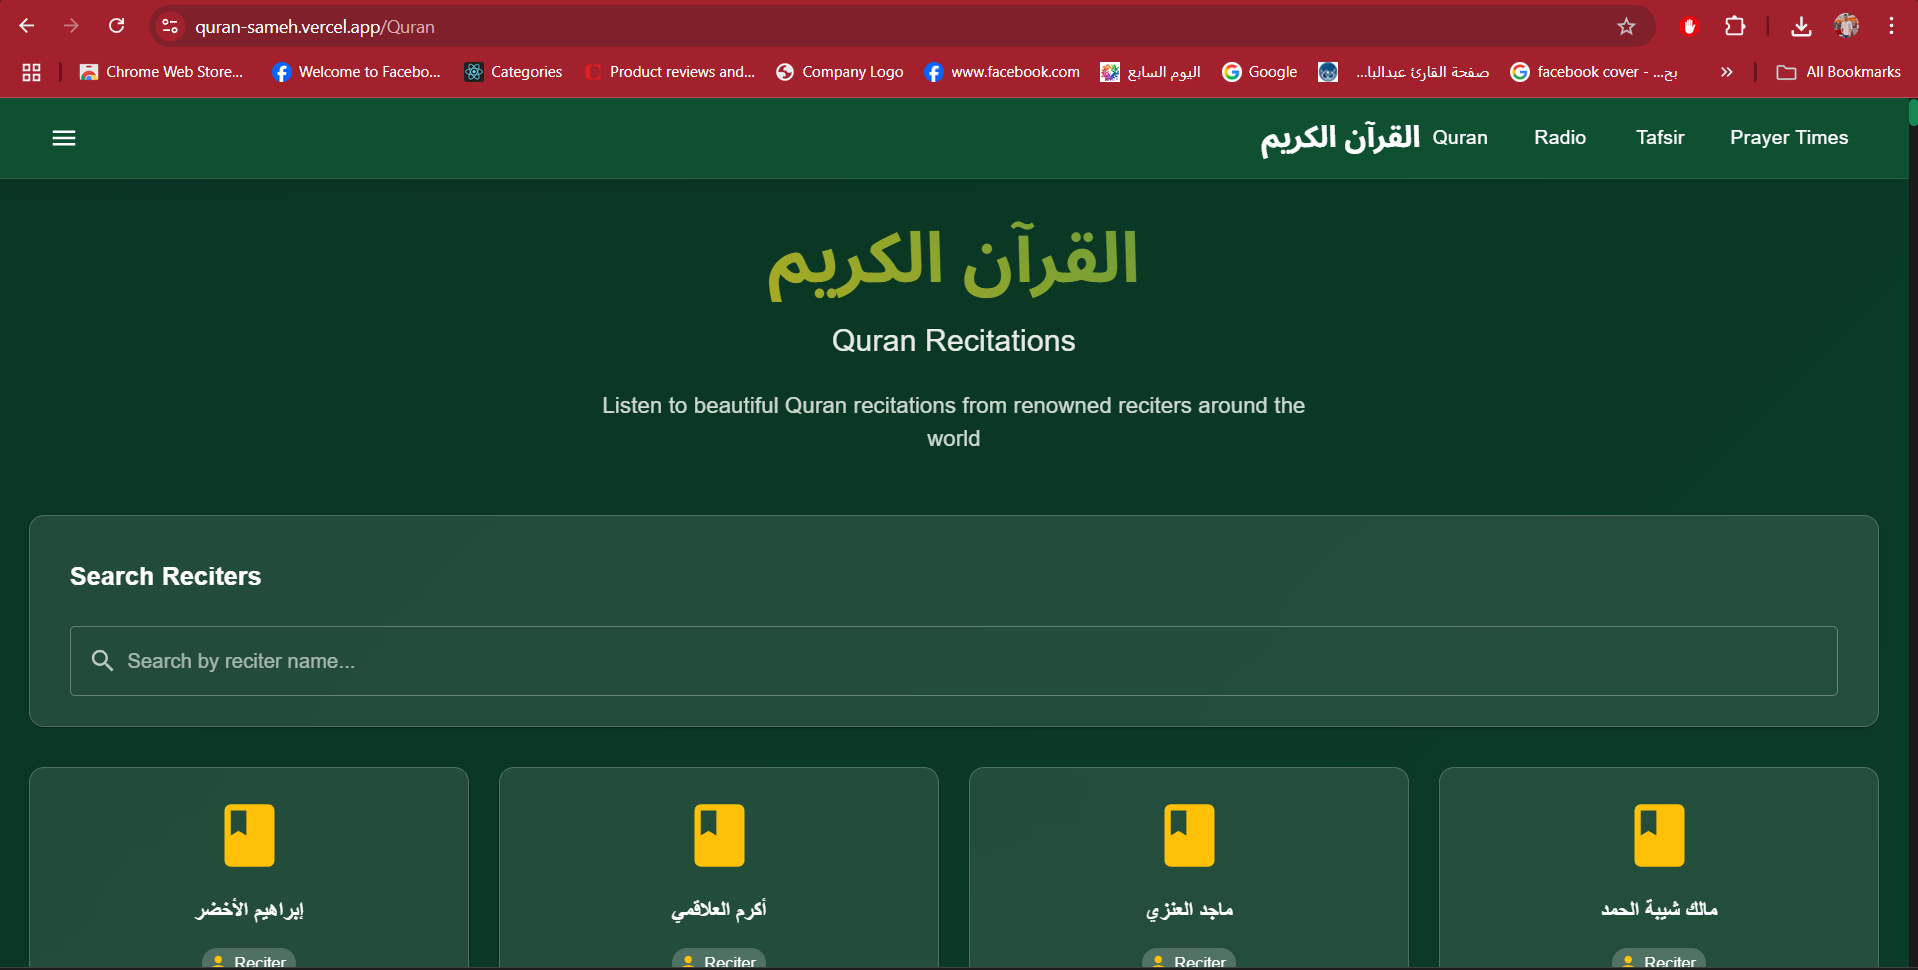 quran-sameh.vercel.app/Quran
Chrome Web Store...
Welcome to Facebo...
Categories
Product reviews and...
Company Logo
www.facebook.com
اليوم السابع
Google
صفحة القارئ عبدالبا...
facebook cover - بح...
All Bookmarks
القرآن الكريم
Quran
Radio
Tafsir
Prayer Times
القرآن الكريم
Quran Recitations
Listen to beautiful Quran recitations from renowned reciters around the
world
Search Reciters
Search by reciter name...
إبراهيم الأخضر
Reciter
أكرم العلاقمي
Reciter
ماجد العنزي
Reciter
مالك شيبة الحمد
Reciter